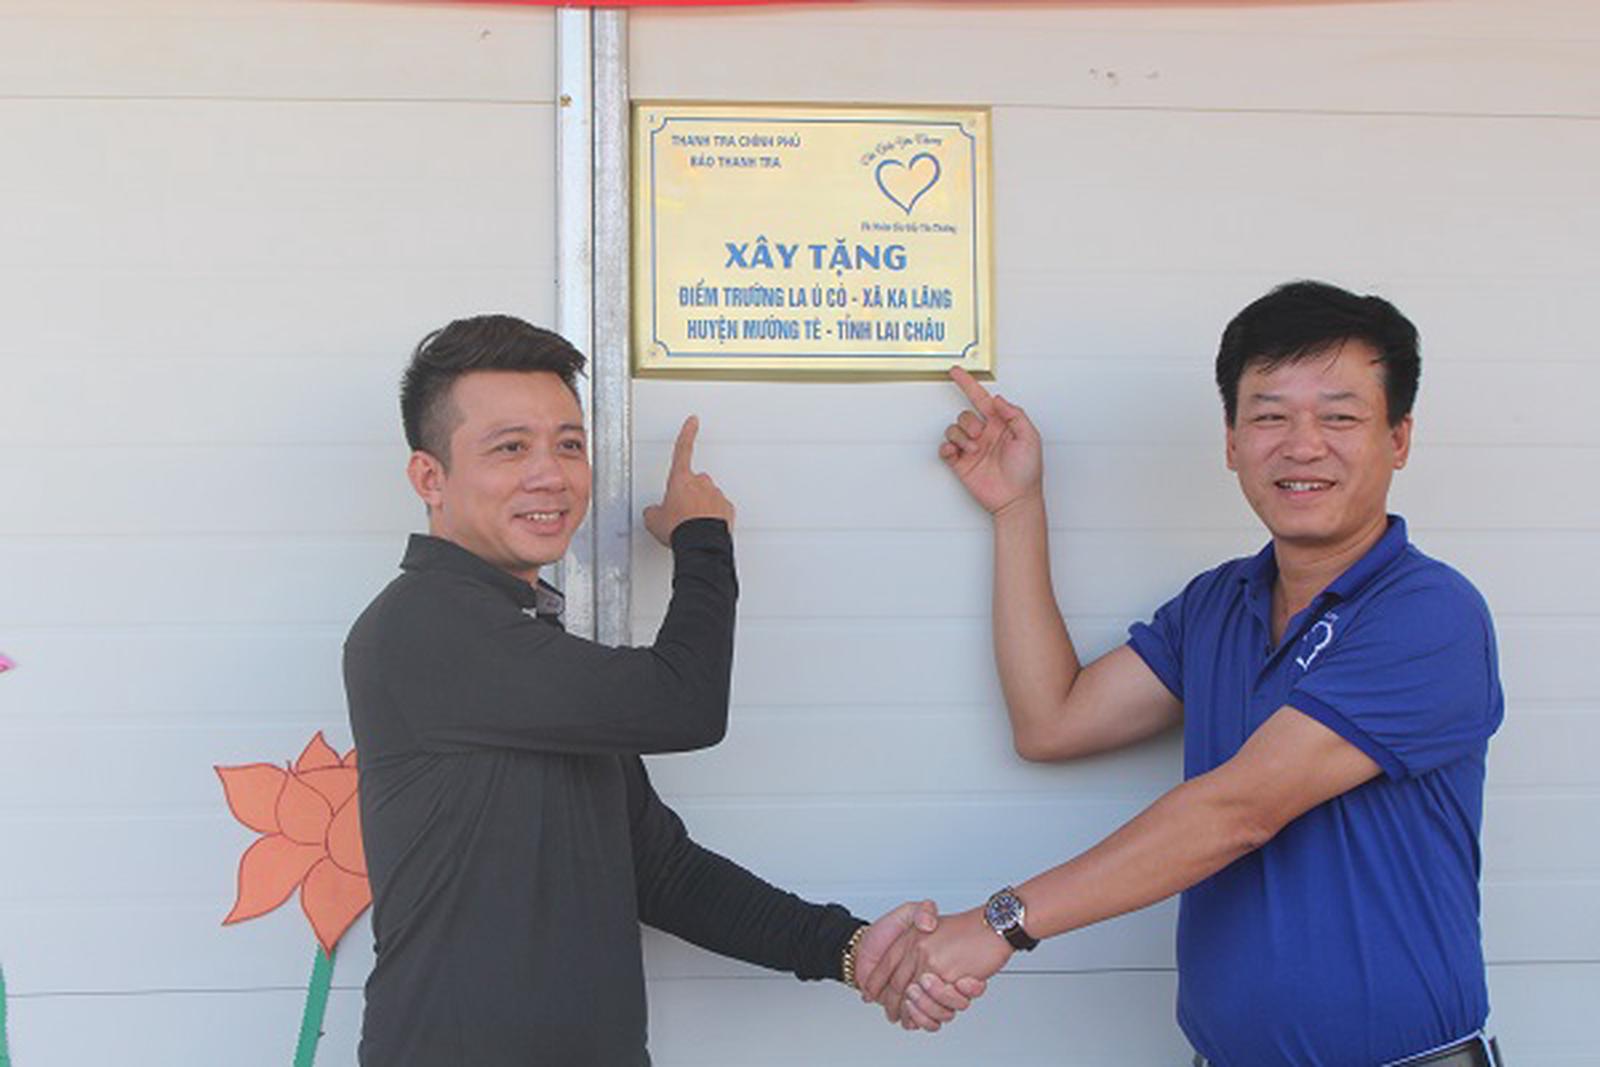 THANH TRA CHÍNH PHỦ
BÁO THANH TRA
XÂY TẶNG
ĐIỂM TRƯỜNG LA Ú CÒ - XÃ KA LĂNG
HUYỆN MƯỜNG TÈ - TỈNH LAI CHÂU